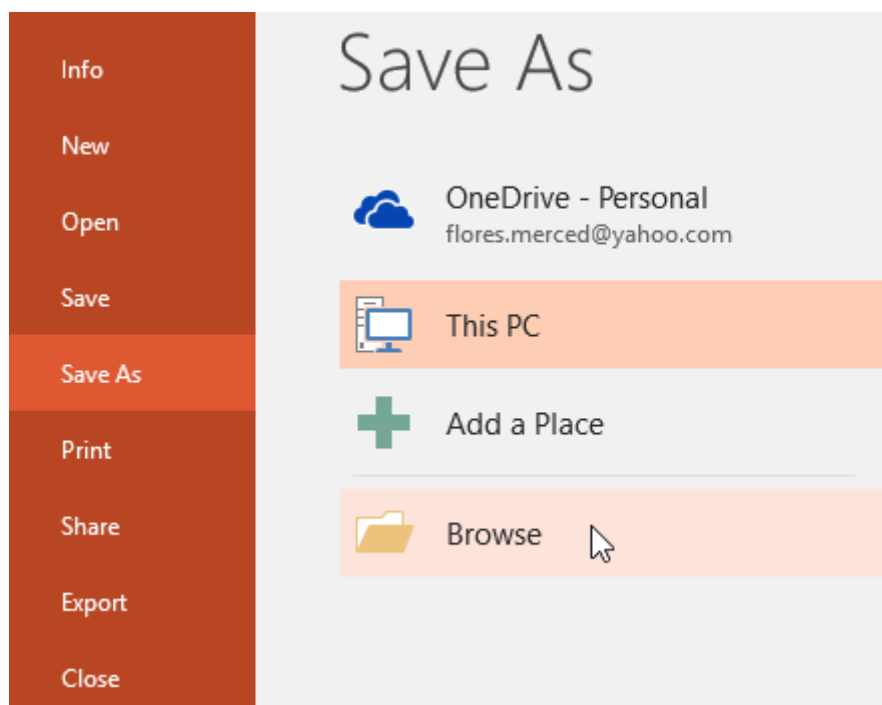 Info
New
Open
Save
Save As
Print
Share
Export
Close
Save As
OneDrive - Personal
flores.merced@yahoo.com
This PC
Add a Place
Browse